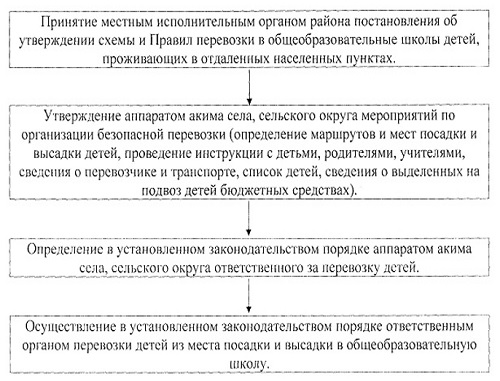 Принятие местным исполнительным органом района постановления об
утверждении схемы и Правил перевозки в общеобразовательные школы детей,
проживающих в отдаленных населенных пунктах.
Утверждение аппаратом акима села, сельского округа мероприятий по
организации безопасной перевозки (определение маршрутов и мест посадки и
высадки детей, проведение инструкции с детьми, родителями, учителями,
сведения о перевозчике и транспорте, список детей, сведения о выделенных на
подвоз детей бюджетных средствах).
Определение в установленном законодательством порядке аппаратом акима
села, сельского округа ответственного за перевозку детей.
Осуществление в установленном законодательством порядке ответственным
органом перевозки детей из места посадки и высадки в общеобразовательную
школу.